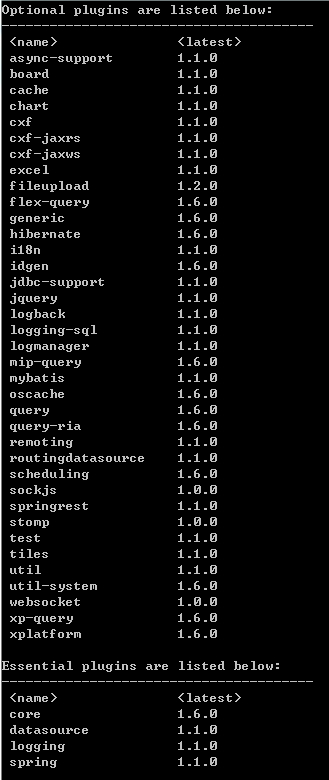 Optional plugins are listed below:
---------------------------------------
<name> <latest>
async-support 1.1.0
board 1.1.0
cache 1.1.0
chart 1.1.0
cxf 1.1.0
cxf-jaxrs 1.1.0
cxf-jaxws 1.1.0
excel 1.1.0
fileupload 1.2.0
flex-query 1.6.0
generic 1.6.0
hibernate 1.6.0
i18n 1.1.0
idgen 1.6.0
jdbc-support 1.1.0
jquery 1.1.0
logback 1.1.0
logging-sql 1.1.0
logmanager 1.1.0
mip-query 1.6.0
mybatis 1.1.0
oscache 1.6.0
query 1.6.0
query-ria 1.6.0
remoting 1.1.0
routingdatasource 1.1.0
scheduling 1.6.0
sockjs 1.0.0
springrest 1.1.0
stomp 1.0.0
test 1.1.0
tiles 1.1.0
util 1.1.0
util-system 1.6.0
websocket 1.0.0
xp-query 1.6.0
xplatform 1.6.0
Essential plugins are listed below:
---------------------------------------
<name> <latest>
core 1.6.0
datasource 1.1.0
logging 1.1.0
spring 1.1.0